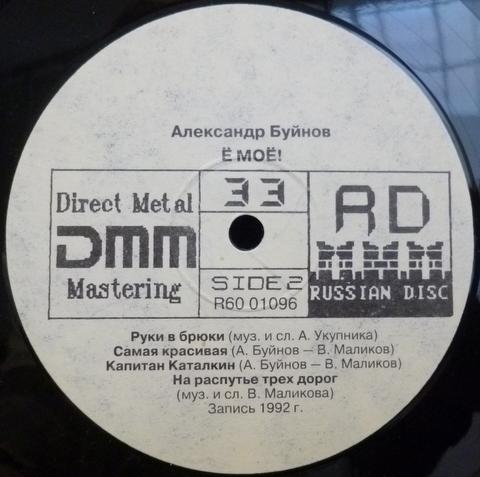 Александр Буйнов
Ё МОЁ!
Direct Metal
DMM
Mastering
33
SIDE 2
R60 01096
RD
RUSSIAN DISC
Руки в брюки (муз. и сл. А. Укупника)
Самая красивая (А. Буйнов — В. Маликов)
Капитан Каталкин (А. Буйнов — В. Маликов)
На распутье трех дорог
(муз. и сл. В. Маликова)
Запись 1992 г.